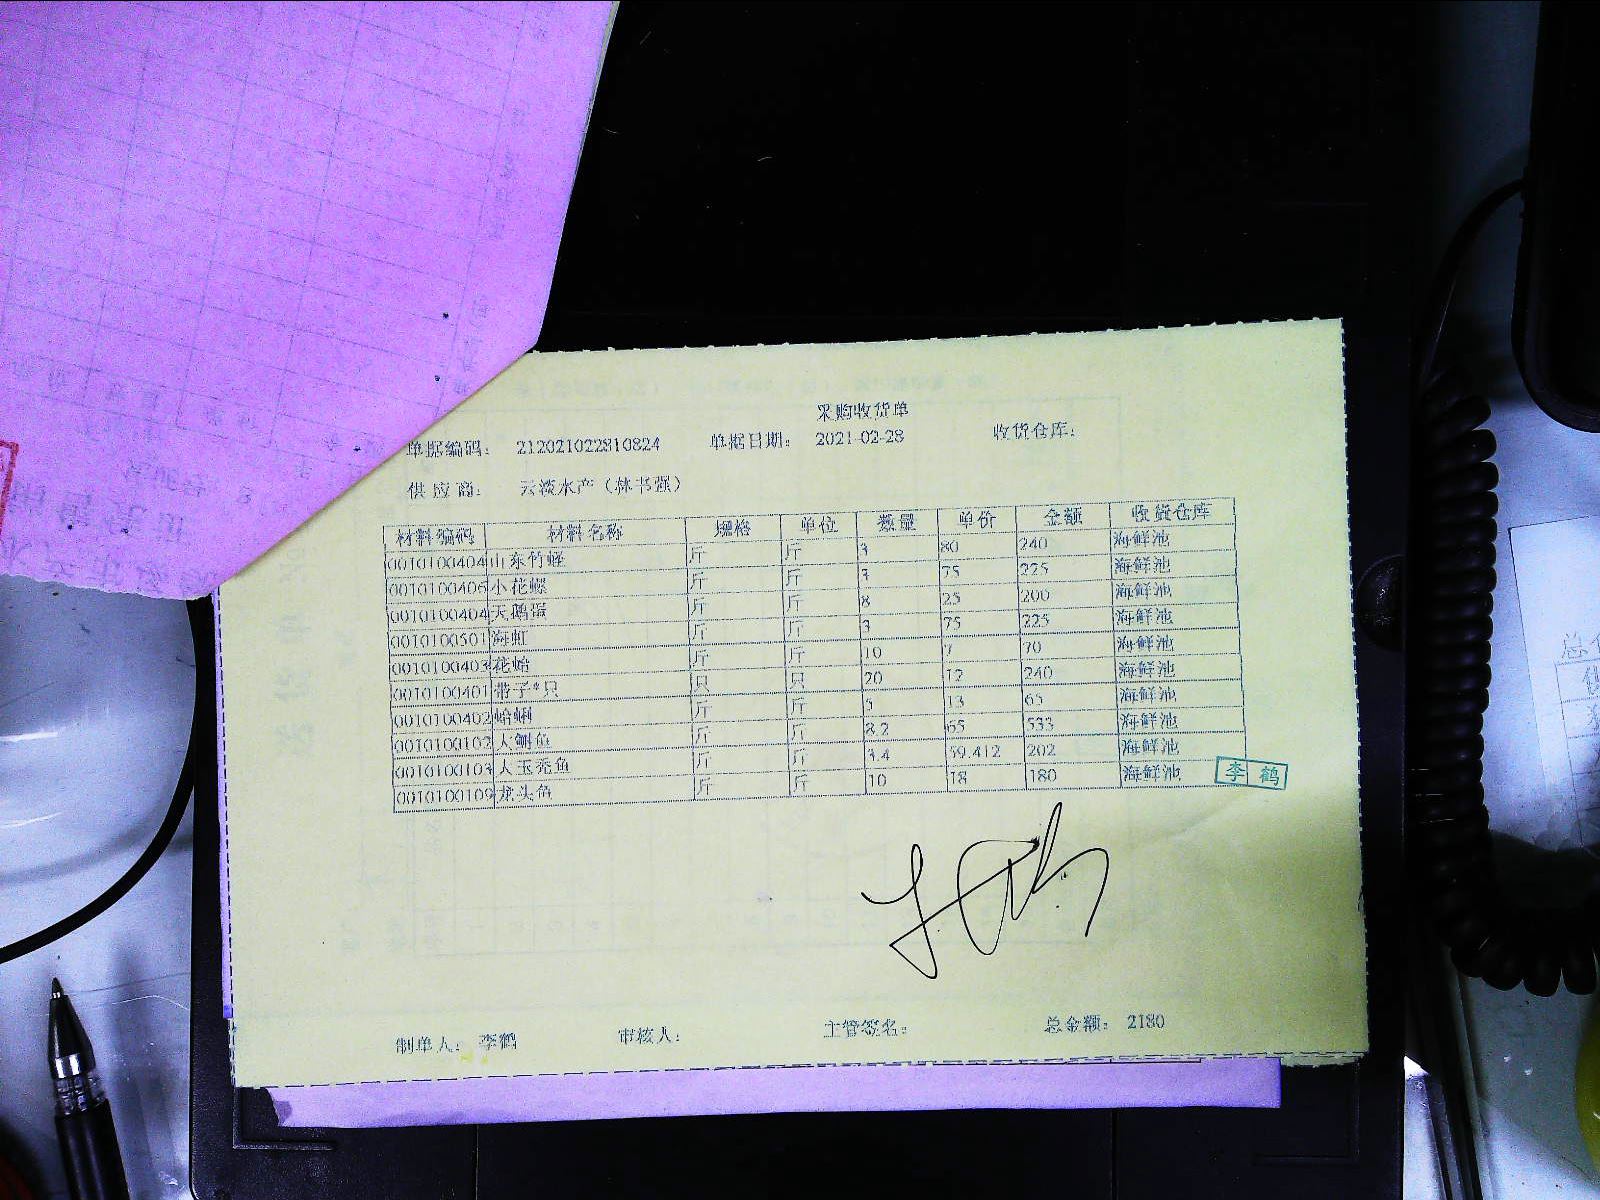 采购收货单
单据编码: 212021022810824 单据日期: 2021-02-28 收货仓库:
供应商: 云淡水产(林书强)
材料编码 材料名称 规格 单位 数量 单价 金额 收货仓库
0010100404 山东竹蛏 斤 斤 3 80 240 海鲜池
0010100406 小花螺 斤 斤 3 75 225 海鲜池
0010100404 天鹅蛋 斤 斤 8 25 200 海鲜池
0010100501 海虹 斤 斤 3 75 225 海鲜池
0010100403 花蛤 斤 斤 10 7 70 海鲜池
0010100401 带子*只 只 只 20 12 240 海鲜池
0010100402 蛤蜊 斤 斤 5 13 65 海鲜池
0010100102 大鲷鱼 斤 斤 8.2 65 533 海鲜池
0010100103 大玉秃鱼 斤 斤 3.4 59.412 202 海鲜池
0010100109 龙头鱼 斤 斤 10 18 180 海鲜池
李鹤
制单人: 李鹤 审核人: 主管签名: 总金额: 2180